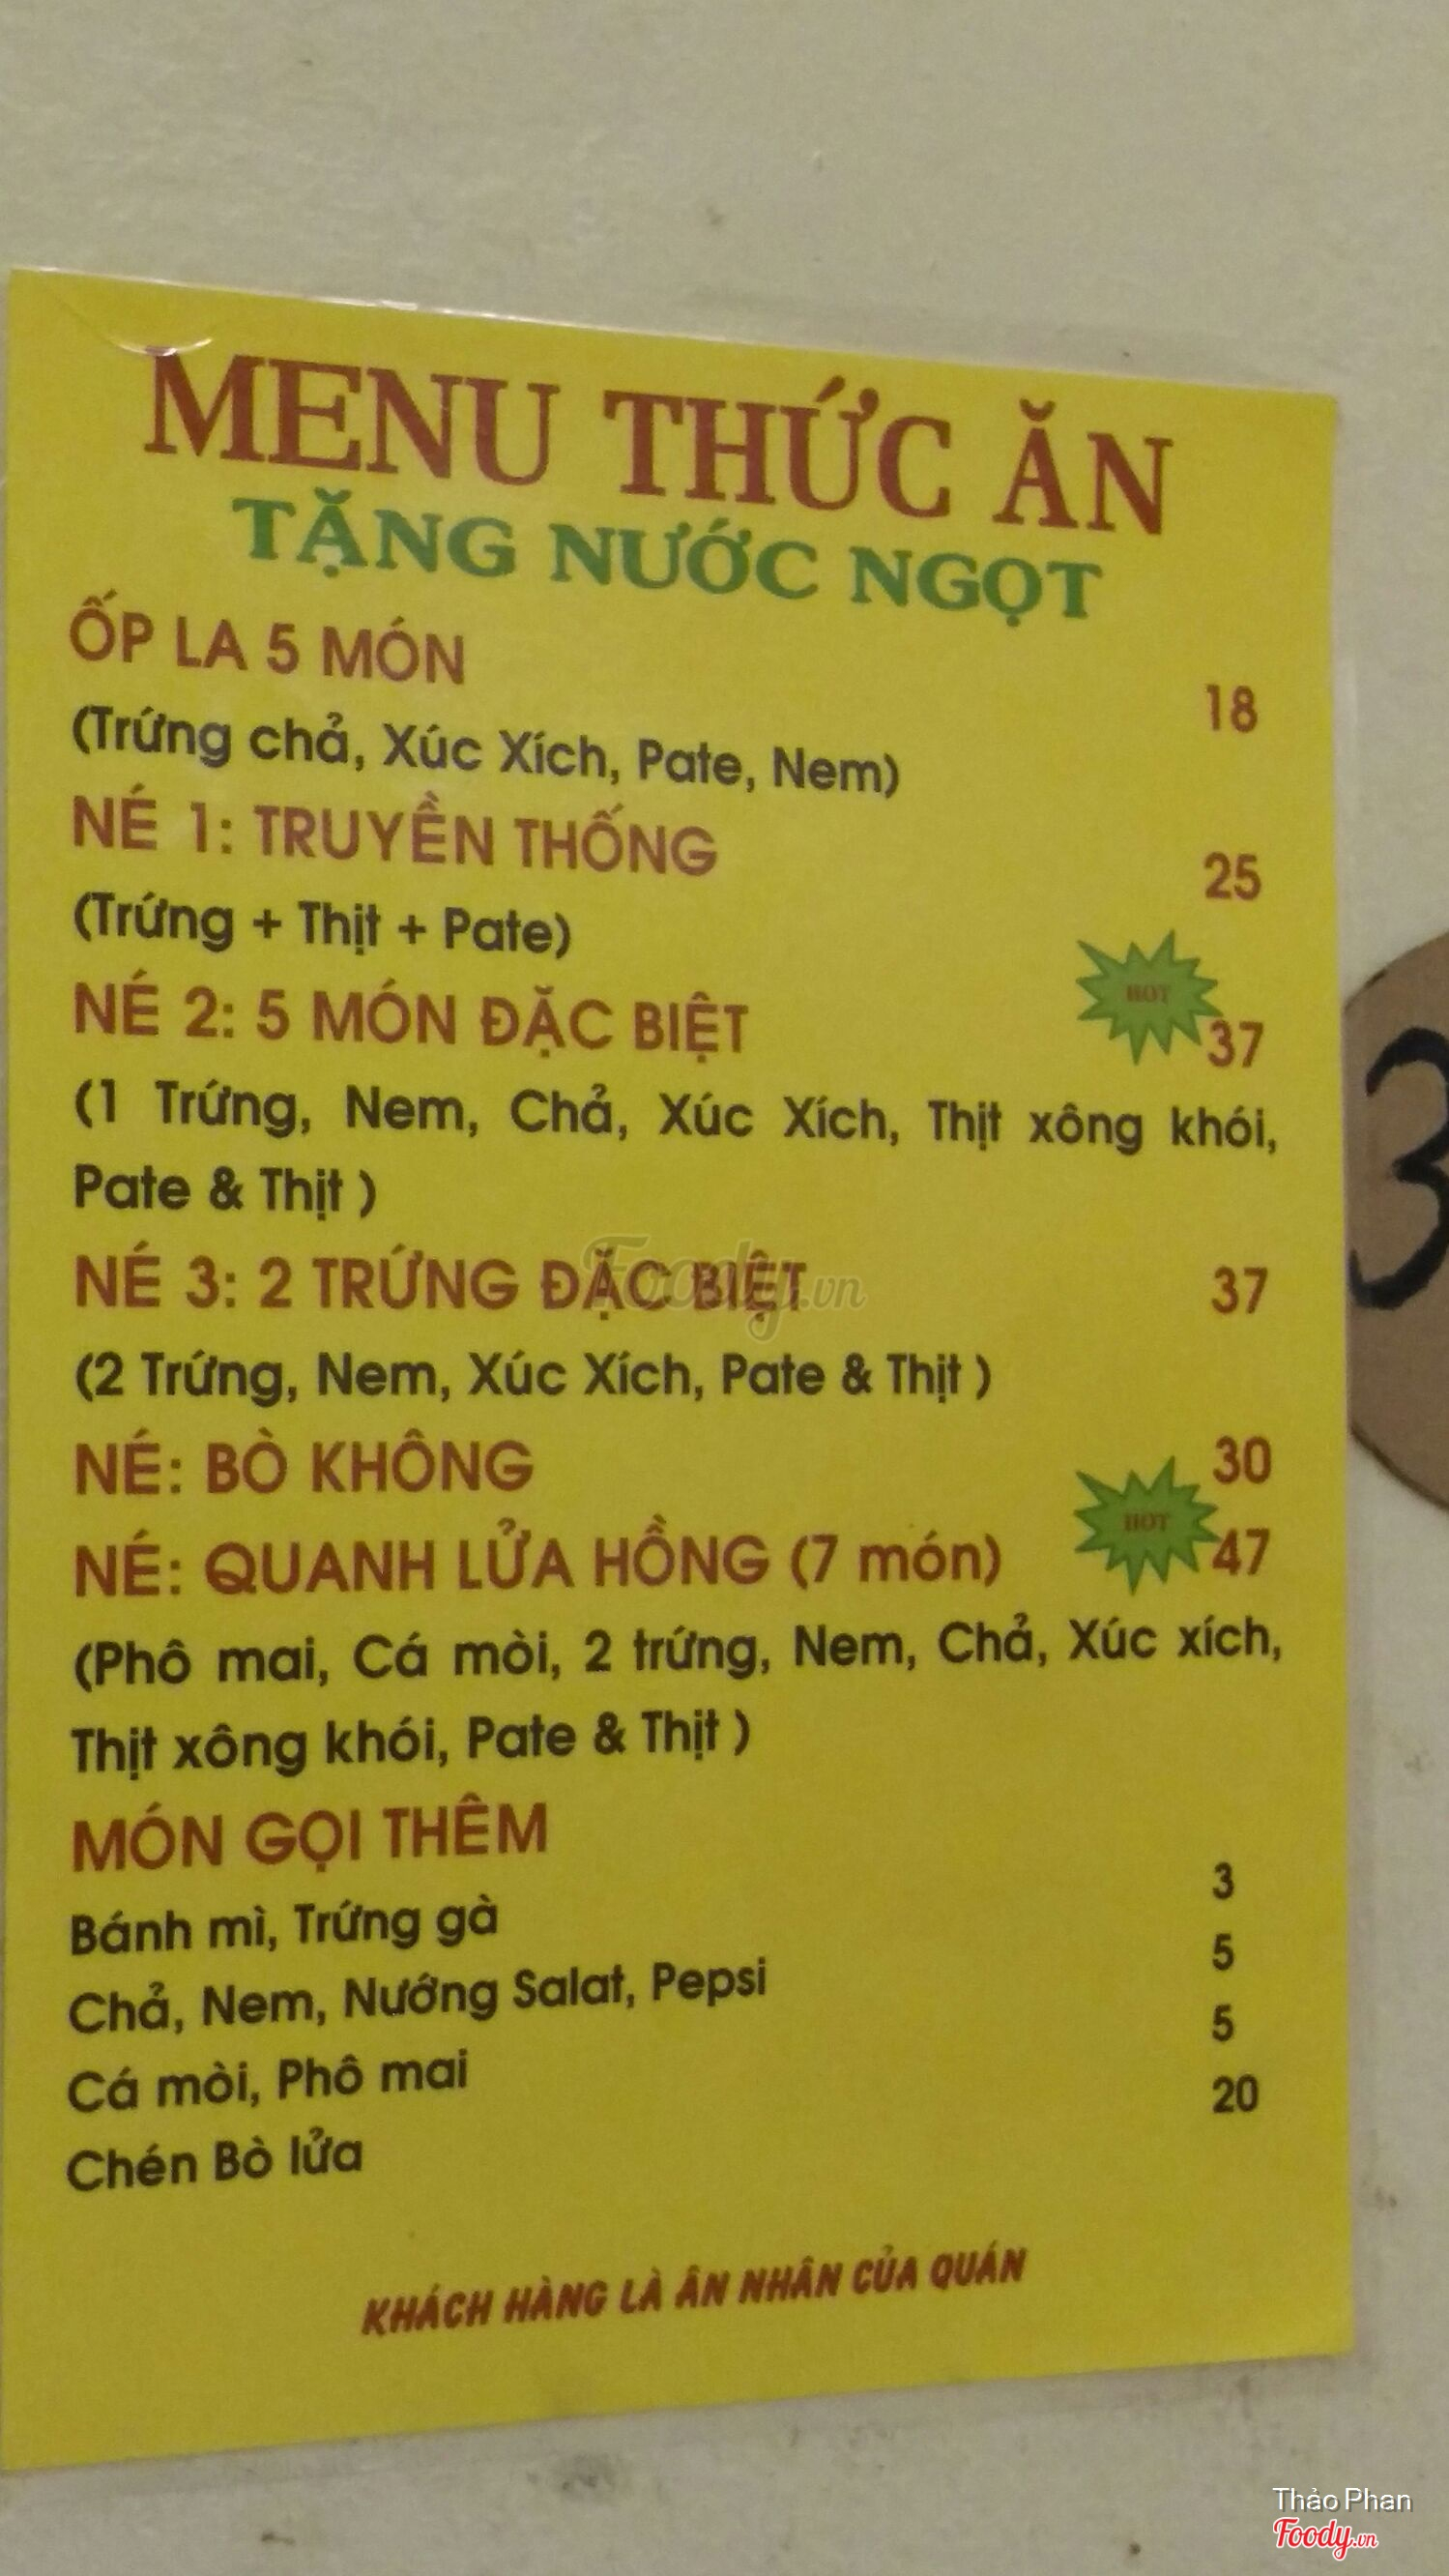 MENU THỨC ĂN
TẶNG NƯỚC NGỌT
ỐP LA 5 MÓN 18
(Trứng chả, Xúc Xích, Pate, Nem)
NÉ 1: TRUYỀN THỐNG 25
(Trứng + Thịt + Pate)
NÉ 2: 5 MÓN ĐẶC BIỆT HOT 37
(1 Trứng, Nem, Chả, Xúc Xích, Thịt xông khói,
Pate & Thịt )
NÉ 3: 2 TRỨNG ĐẶC BIỆT 37
Foody.vn
(2 Trứng, Nem, Xúc Xích, Pate & Thịt )
NÉ: BÒ KHÔNG 30
NÉ: QUANH LỬA HỒNG (7 món) HOT 47
(Phô mai, Cá mòi, 2 trứng, Nem, Chả, Xúc xích,
Thịt xông khói, Pate & Thịt )
MÓN GỌI THÊM
Bánh mì, Trứng gà 3
Chả, Nem, Nướng Salat, Pepsi 5
Cá mòi, Phô mai 5
Chén Bò lửa 20
KHÁCH HÀNG LÀ ÂN NHÂN CỦA QUÁN
3
Thảo Phan
Foody.vn